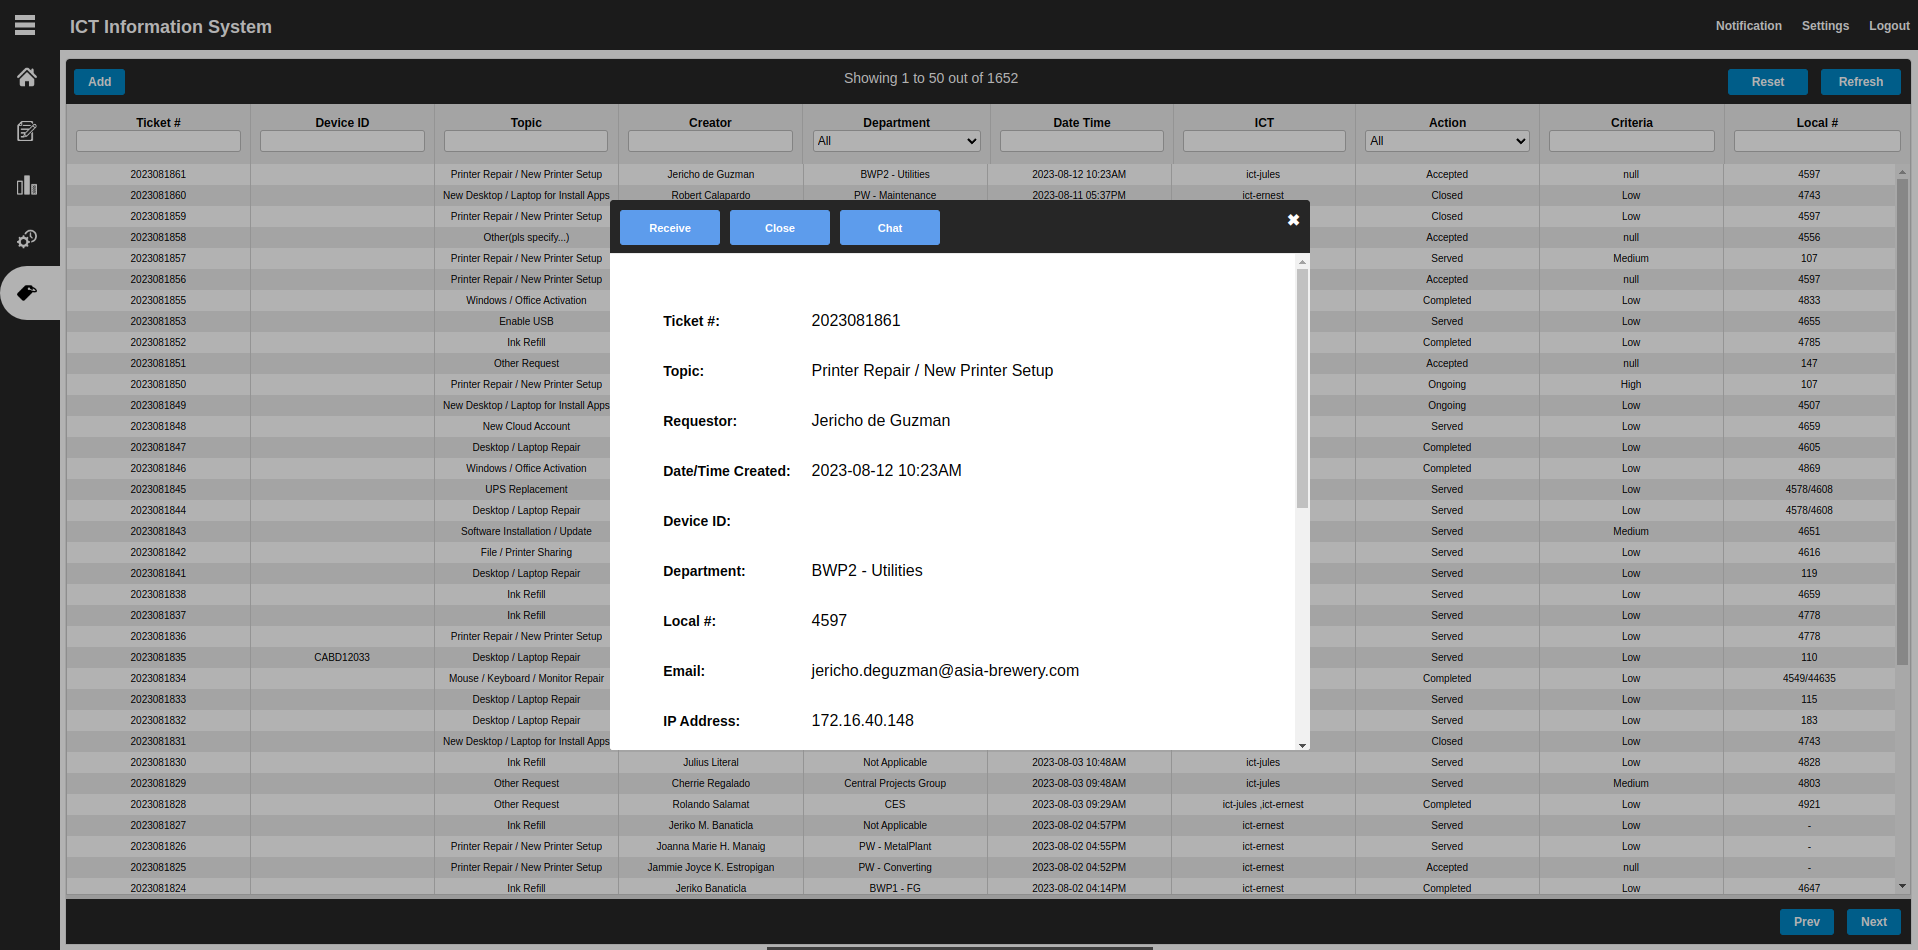 ICT Information System
Notification Settings Logout
Add
Showing 1 to 50 out of 1652
Reset Refresh
Ticket # Device ID Topic Creator Department Date Time ICT Action Criteria Local #
All All
2023081861 Printer Repair / New Printer Setup Jericho de Guzman BWP2 - Utilities 2023-08-12 10:23AM ict-jules Accepted null 4597
2023081860 New Desktop / Laptop for Install Apps Robert Calapardo PW - Maintenance 2023-08-11 05:37PM ict-ernest Closed Low 4743
2023081859 Printer Repair / New Printer Setup Closed Low 4597
2023081858 Other(pls specify...) Accepted null 4556
2023081857 Printer Repair / New Printer Setup Served Medium 107
2023081856 Printer Repair / New Printer Setup Accepted null 4597
2023081855 Windows / Office Activation Completed Low 4833
2023081853 Enable USB Served Low 4655
2023081852 Ink Refill Completed Low 4785
2023081851 Other Request Accepted null 147
2023081850 Printer Repair / New Printer Setup Ongoing High 107
2023081849 New Desktop / Laptop for Install Apps Ongoing Low 4507
2023081848 New Cloud Account Served Low 4659
2023081847 Desktop / Laptop Repair Completed Low 4605
2023081846 Windows / Office Activation Completed Low 4869
2023081845 UPS Replacement Served Low 4578/4608
2023081844 Desktop / Laptop Repair Served Low 4578/4608
2023081843 Software Installation / Update Served Medium 4651
2023081842 File / Printer Sharing Served Low 4616
2023081841 Desktop / Laptop Repair Served Low 119
2023081838 Ink Refill Served Low 4659
2023081837 Ink Refill Served Low 4778
2023081836 Printer Repair / New Printer Setup Served Low 4778
2023081835 CABD12033 Desktop / Laptop Repair Served Low 110
2023081834 Mouse / Keyboard / Monitor Repair Completed Low 4549/44635
2023081833 Desktop / Laptop Repair Served Low 115
2023081832 Desktop / Laptop Repair Served Low 183
2023081831 New Desktop / Laptop for Install Apps Closed Low 4743
2023081830 Ink Refill Julius Literal Not Applicable 2023-08-03 10:48AM ict-jules Served Low 4828
2023081829 Other Request Cherrie Regalado Central Projects Group 2023-08-03 09:48AM ict-jules Served Medium 4803
2023081828 Other Request Rolando Salamat CES 2023-08-03 09:29AM ict-jules ,ict-ernest Completed Low 4921
2023081827 Ink Refill Jeriko M. Banaticla Not Applicable 2023-08-02 04:57PM ict-ernest Served Low -
2023081826 Printer Repair / New Printer Setup Joanna Marie H. Manaig PW - MetalPlant 2023-08-02 04:55PM ict-ernest Served Low -
2023081825 Printer Repair / New Printer Setup Jammie Joyce K. Estropigan PW - Converting 2023-08-02 04:52PM ict-ernest Accepted null -
2023081824 Ink Refill Jeriko Banaticla BWP1 - FG 2023-08-02 04:14PM ict-ernest Completed Low 4647
Receive Close Chat
Ticket #: 2023081861
Topic: Printer Repair / New Printer Setup
Requestor: Jericho de Guzman
Date/Time Created: 2023-08-12 10:23AM
Device ID:
Department: BWP2 - Utilities
Local #: 4597
Email: jericho.deguzman@asia-brewery.com
IP Address: 172.16.40.148
Prev Next